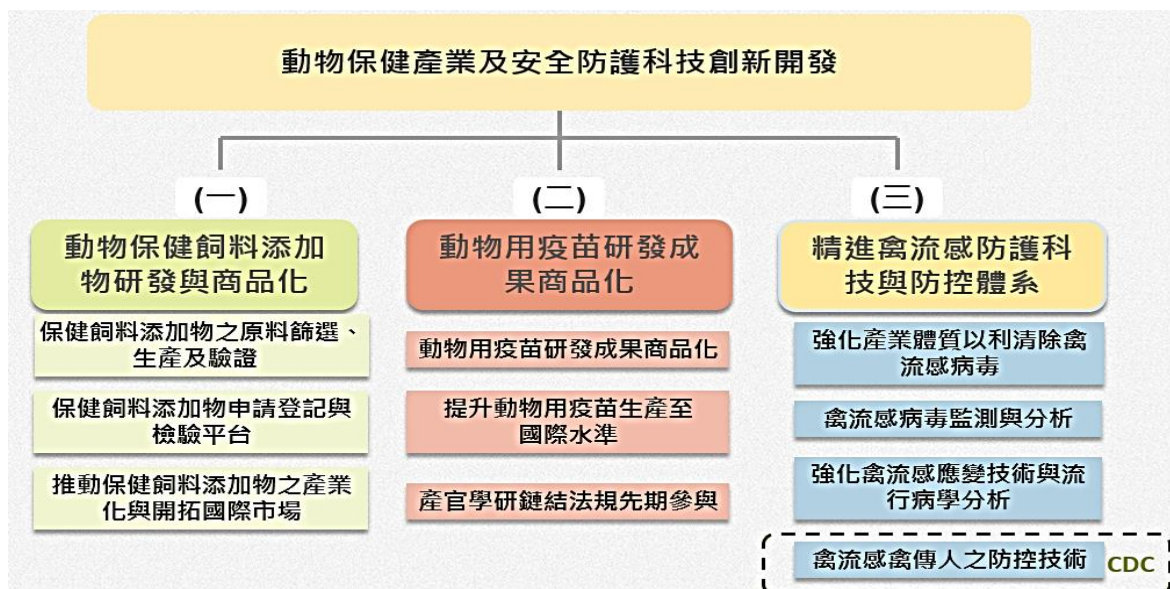 動物保健產業及安全防護科技創新開發
(一)
動物保健飼料添加
物研發與商品化
保健飼料添加物之原料篩選、
生產及驗證
保健飼料添加物申請登記與
檢驗平台
推動保健飼料添加物之產業
化與開拓國際市場
(二)
動物用疫苗研發成
果商品化
動物用疫苗研發成果商品化
提升動物用疫苗生產至
國際水準
產官學研鏈結法規先期參與
(三)
精進禽流感防護科
技與防控體系
強化產業體質以利清除禽
流感病毒
禽流感病毒監測與分析
強化禽流感應變技術與流
行病學分析
禽流感禽傳人之防控技術 CDC